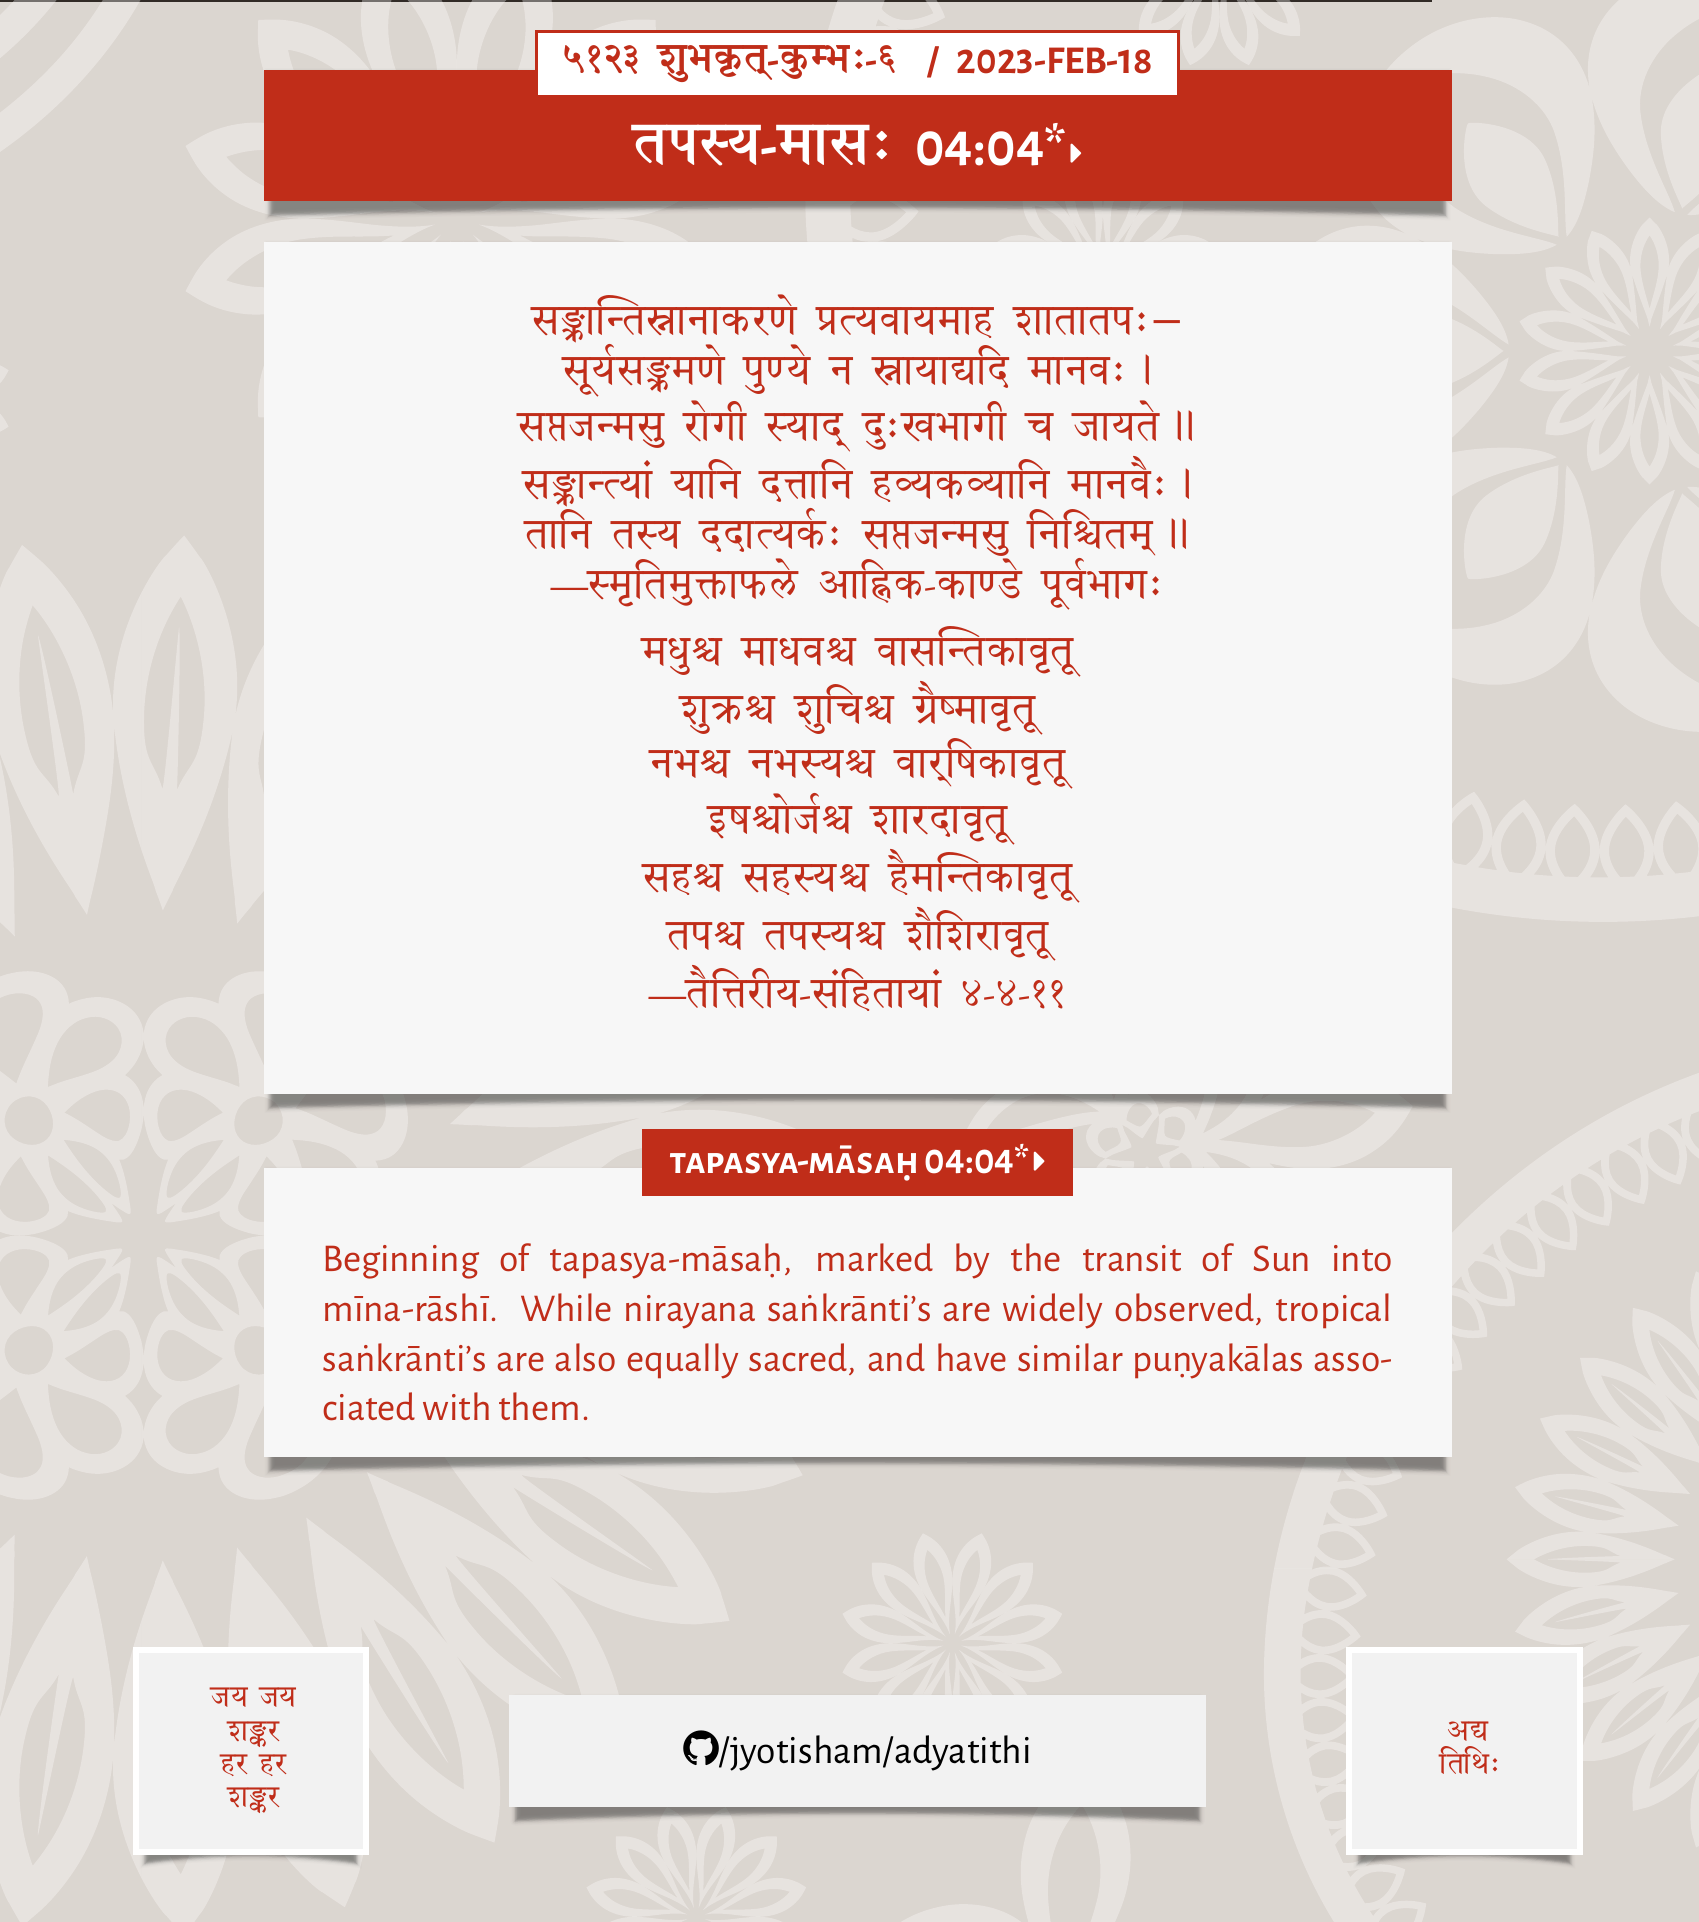 ५१२३ शुभकृत्-कुम्भः-६ / 2023-FEB-18
तपस्य-मासः 04:04*▸
सङ्क्रान्तिस्नानाकरणे प्रत्यवायमाह शातातपः—
सूर्यसङ्क्रमणे पुण्ये न स्नायाद्यदि मानवः ।
सप्तजन्मसु रोगी स्याद् दुःखभागी च जायते ॥
सङ्क्रान्त्यां यानि दत्तानि हव्यकव्यानि मानवैः ।
तानि तस्य ददात्यर्कः सप्तजन्मसु निश्चितम् ॥
—स्मृतिमुक्ताफले आह्निक-काण्डे पूर्वभागः
मधुश्च माधवश्च वासन्तिकावृतू
शुक्रश्च शुचिश्च ग्रैष्मावृतू
नभश्च नभस्यश्च वार्‌षिकावृतू
इषश्चोर्जश्च शारदावृतू
सहश्च सहस्यश्च हैमन्तिकावृतू
तपश्च तपस्यश्च शैशिरावृतू
—तैत्तिरीय-संहितायां ४-४-११
TAPASYA-MĀSAḤ 04:04*▸
Beginning of tapasya-māsaḥ, marked by the transit of Sun into
mīna-rāshī. While nirayana saṅkrānti’s are widely observed, tropical
saṅkrānti’s are also equally sacred, and have similar puṇyakālas asso-
ciated with them.
जय जय
शङ्कर
हर हर
शङ्कर
/jyotisham/adyatithi
अद्य
तिथिः